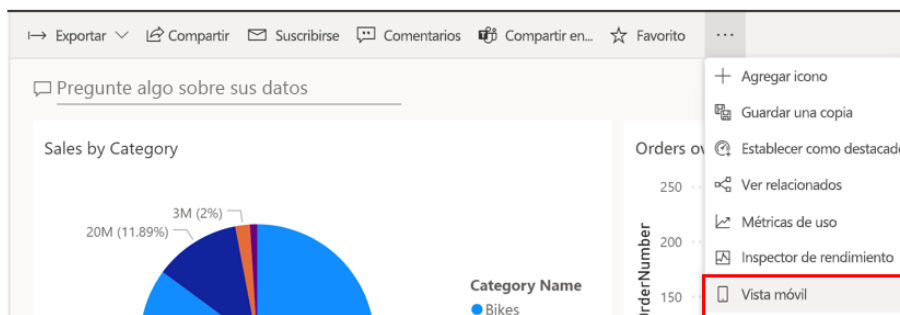 Exportar Compartir Suscribirse Comentarios Compartir en... Favorito ...
Pregunte algo sobre sus datos
Agregar icono
Guardar una copia
Establecer como destacado
Ver relacionados
Métricas de uso
Inspector de rendimiento
Vista móvil
Sales by Category
3M (2%)
20M (11.89%)
Category Name
Bikes
Orders ov
250
200
150
rderNumber